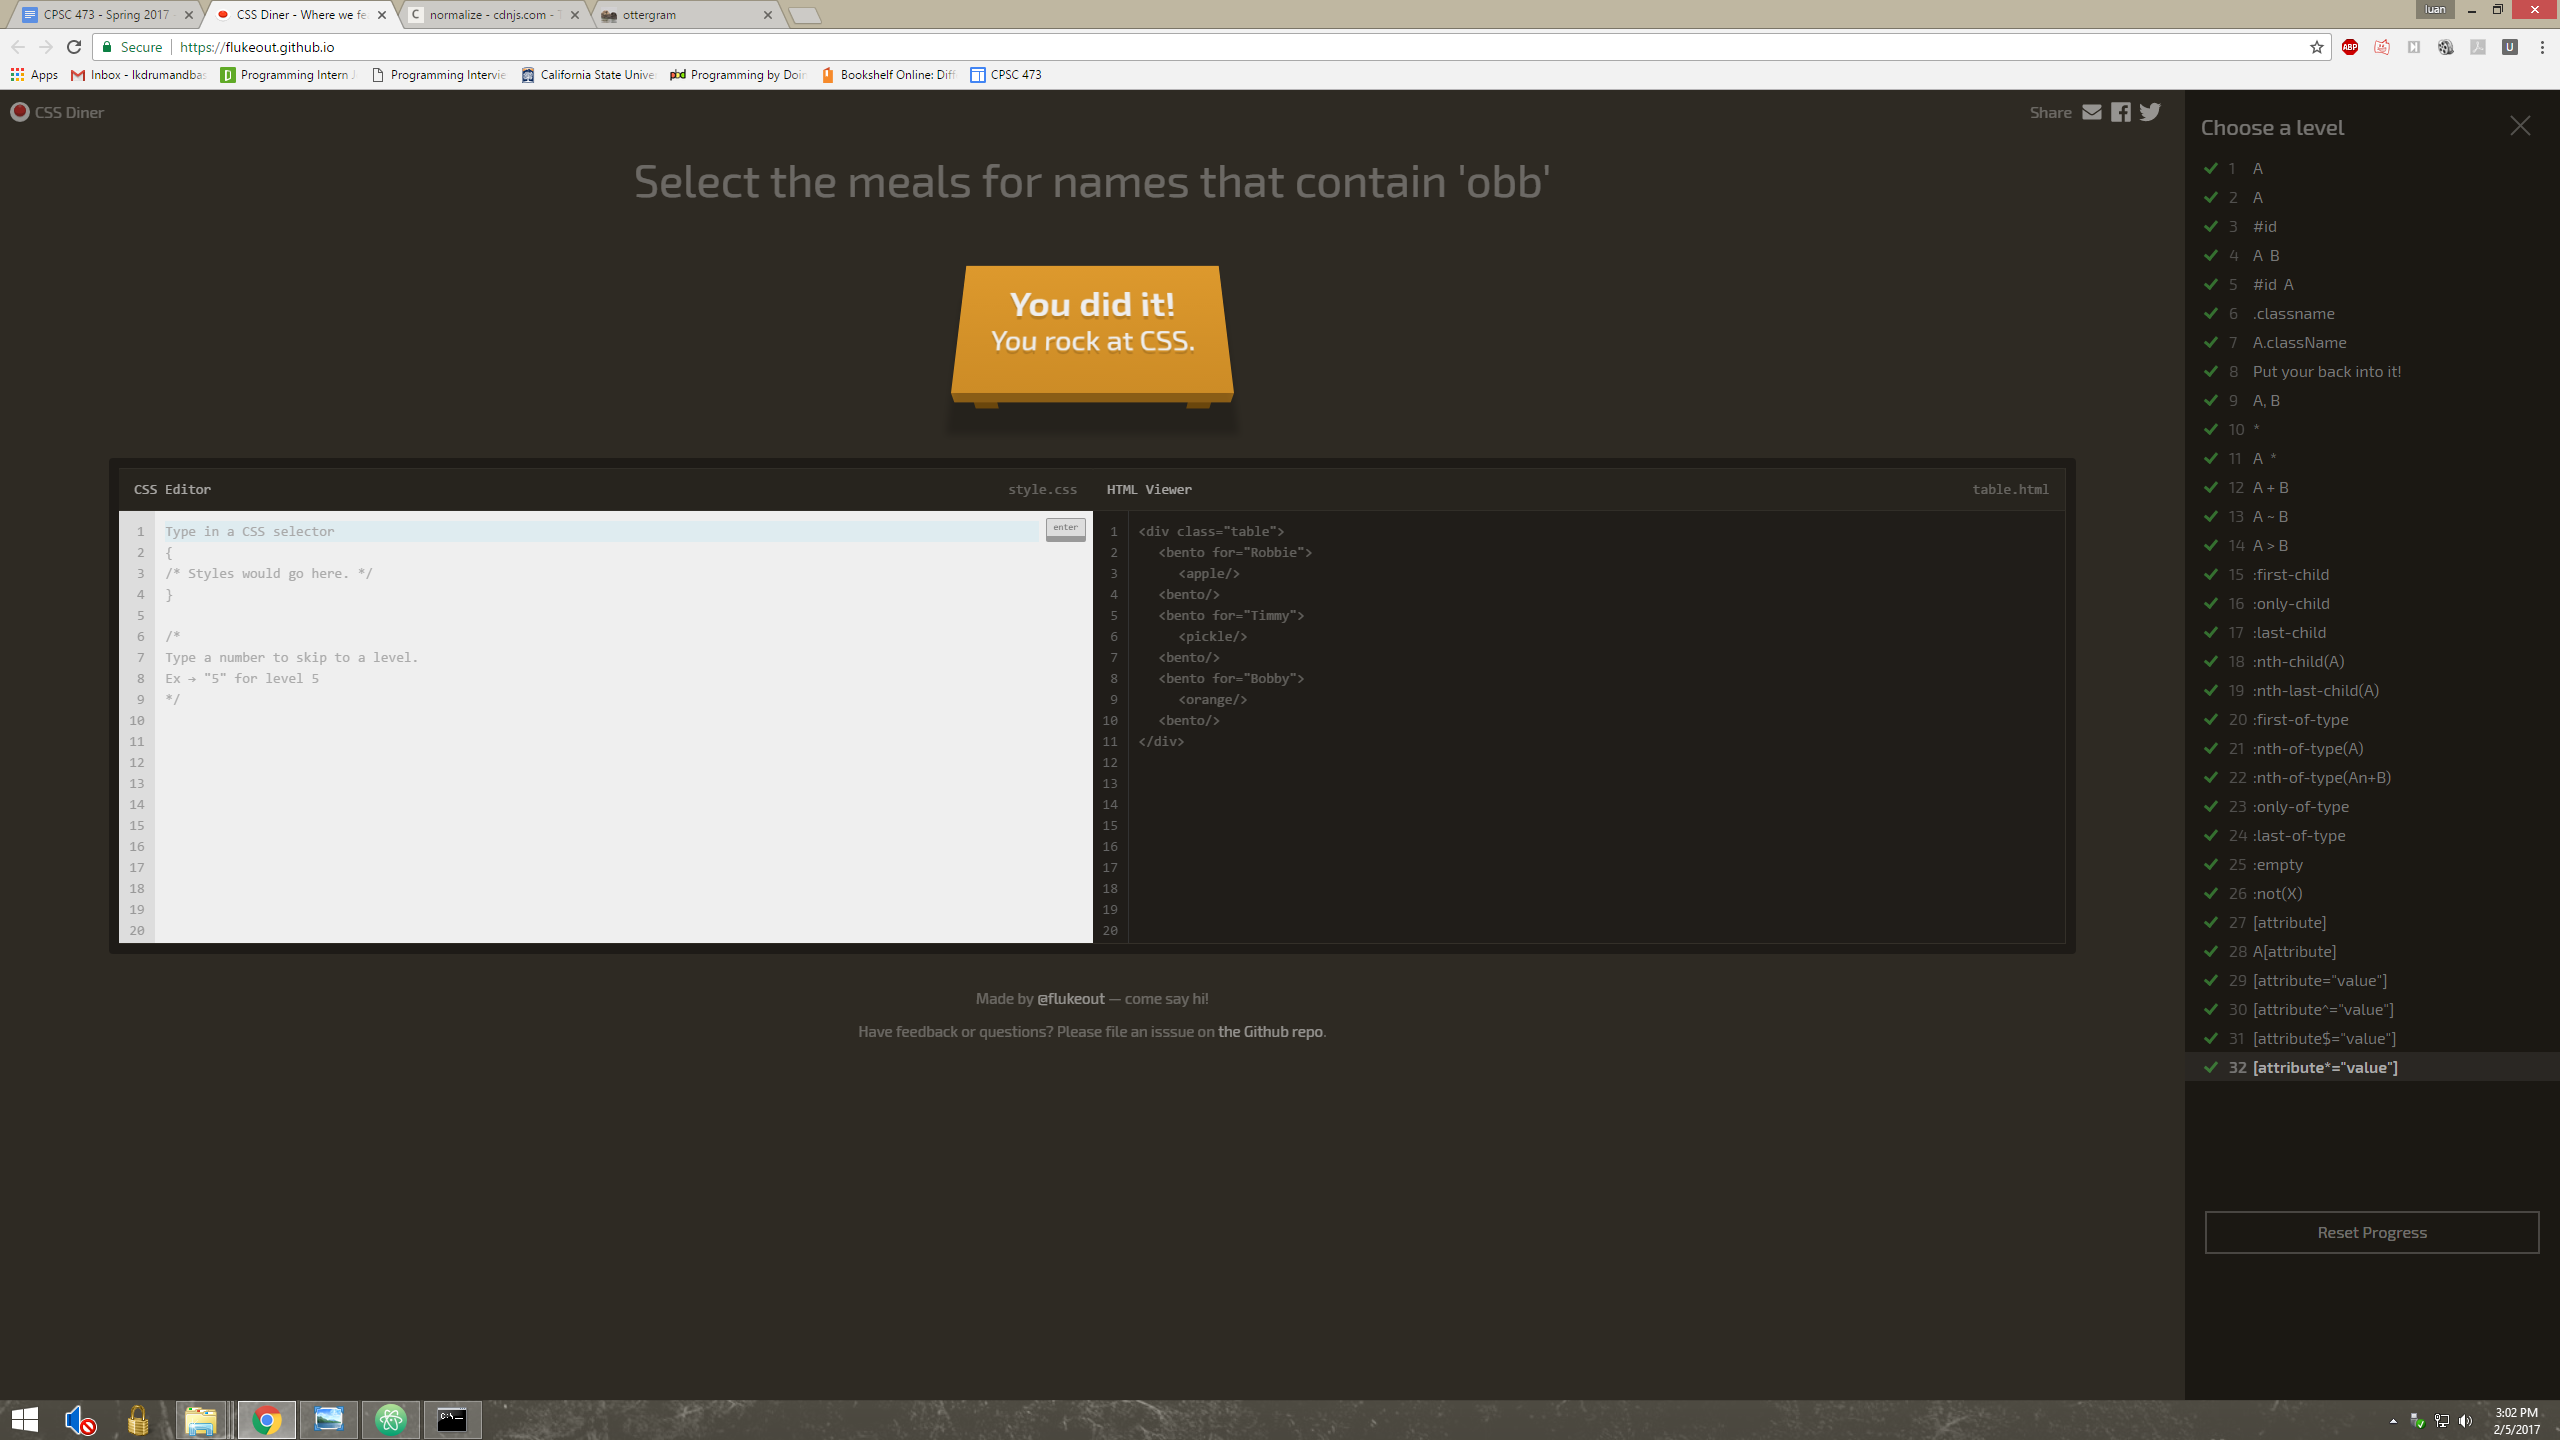 CPSC 473 - Spring 2017
CSS Diner - Where we fe
normalize - cdnjs.com -
ottergram
luan
Secure https://flukeout.github.io
ABP
U
Apps Inbox - lkdrumandbas Programming Intern J Programming Intervie California State Unive pbd Programming by Doin Bookshelf Online: Diff CPSC 473
CSS Diner
Share
Select the meals for names that contain 'obb'
You did it!
You rock at CSS.
CSS Editor style.css
enter
1 Type in a CSS selector
2 {
3 /* Styles would go here. */
4 }
5
6 /*
7 Type a number to skip to a level.
8 Ex → "5" for level 5
9 */
10
11
12
13
14
15
16
17
18
19
20
HTML Viewer table.html
1 <div class="table">
2 <bento for="Robbie">
3 <apple/>
4 <bento/>
5 <bento for="Timmy">
6 <pickle/>
7 <bento/>
8 <bento for="Bobby">
9 <orange/>
10 <bento/>
11 </div>
12
13
14
15
16
17
18
19
20
Made by @flukeout — come say hi!
Have feedback or questions? Please file an isssue on the Github repo.
Choose a level
1 A
2 A
3 #id
4 A B
5 #id A
6 .classname
7 A.className
8 Put your back into it!
9 A, B
10 *
11 A *
12 A + B
13 A ~ B
14 A > B
15 :first-child
16 :only-child
17 :last-child
18 :nth-child(A)
19 :nth-last-child(A)
20 :first-of-type
21 :nth-of-type(A)
22 :nth-of-type(An+B)
23 :only-of-type
24 :last-of-type
25 :empty
26 :not(X)
27 [attribute]
28 A[attribute]
29 [attribute="value"]
30 [attribute^="value"]
31 [attribute$="value"]
32 [attribute*="value"]
Reset Progress
3:02 PM
2/5/2017